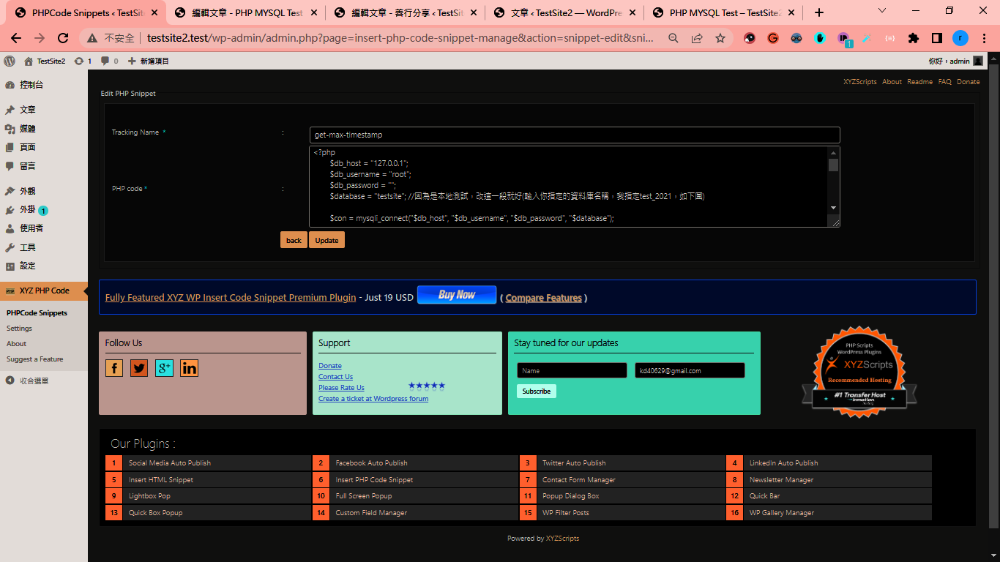 PHPCode Snippets ‹ TestSit
編輯文章 - PHP MYSQL Test
編輯文章 - 善行分享 ‹ TestSite2
文章 ‹ TestSite2 — WordPre
PHP MYSQL Test – TestSite2
不安全
testsite2.test/wp-admin/admin.php?page=insert-php-code-snippet-manage&action=snippet-edit&sni...
1
r
TestSite2
1
0
新增項目
你好，admin
控制台
文章
媒體
頁面
留言
外觀
外掛 1
使用者
工具
設定
XYZ PHP Code
PHPCode Snippets
Settings
About
Suggest a Feature
收合選單
XYZScripts About Readme FAQ Donate
Edit PHP Snippet
Tracking Name * : get-max-timestamp
PHP code * :
<?php
$db_host = "127.0.0.1";
$db_username = "root";
$db_password = "";
$database = "testsite"; //因為是本地測試，改這一段就好(輸入你指定的資料庫名稱，我指定test_2021，如下圖)
$con = mysqli_connect("$db_host", "$db_username", "$db_password", "$database");
back Update
Fully Featured XYZ WP Insert Code Snippet Premium Plugin - Just 19 USD Buy Now ( Compare Features )
Follow Us
Support
Donate
Contact Us
Please Rate Us
Create a ticket at Wordpress forum
Stay tuned for our updates
Name
kd40629@gmail.com
Subscribe
PHP Scripts
WordPress Plugins
XYZScripts
Recommended Hosting
#1 Transfer Host
inmotion
Our Plugins :
1 Social Media Auto Publish 2 Facebook Auto Publish 3 Twitter Auto Publish 4 LinkedIn Auto Publish
5 Insert HTML Snippet 6 Insert PHP Code Snippet 7 Contact Form Manager 8 Newsletter Manager
9 Lightbox Pop 10 Full Screen Popup 11 Popup Dialog Box 12 Quick Bar
13 Quick Box Popup 14 Custom Field Manager 15 WP Filter Posts 16 WP Gallery Manager
Powered by XYZScripts